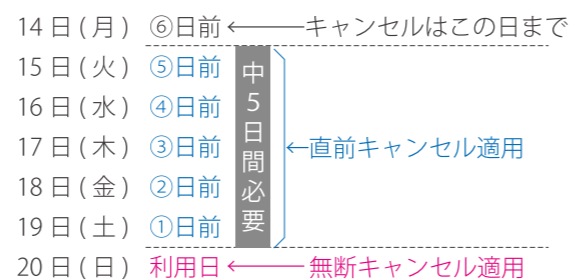 14日(月) ⑥日前←キャンセルはこの日まで
15日(火) ⑤日前
16日(水) ④日前
17日(木) ③日前 ←直前キャンセル適用
18日(金) ②日前
19日(土) ①日前
中5日間必要
20日(日) 利用日←無断キャンセル適用